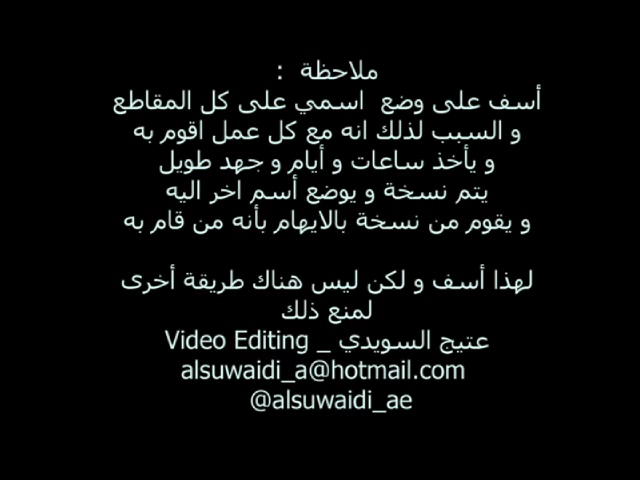 ملاحظة :
أسف على وضع اسمي على كل المقاطع
و السبب لذلك انه مع كل عمل اقوم به
و يأخذ ساعات و أيام و جهد طويل
يتم نسخة و يوضع أسم اخر اليه
و يقوم من نسخة بالايهام بأنه من قام به
لهذا أسف و لكن ليس هناك طريقة أخرى
لمنع ذلك
عتيج السويدي _ Video Editing
alsuwaidi_a@hotmail.com
@alsuwaidi_ae